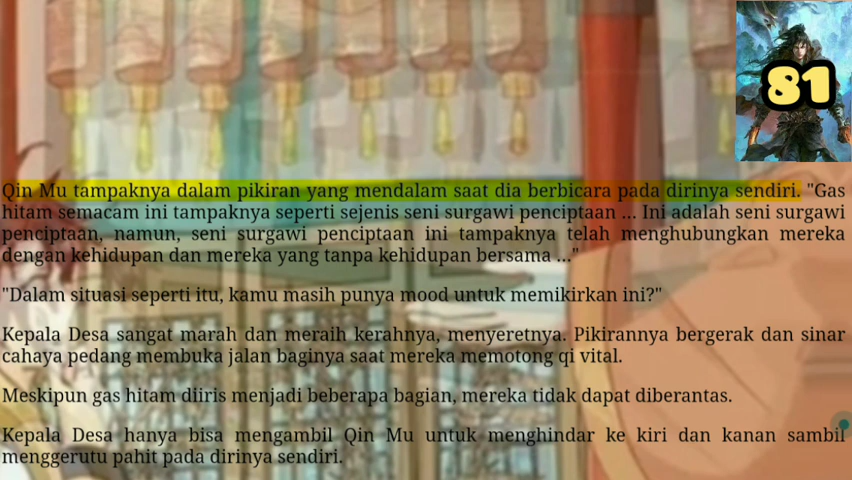 81
Qin Mu tampaknya dalam pikiran yang mendalam saat dia berbicara pada dirinya sendiri. "Gas
hitam semacam ini tampaknya seperti sejenis seni surgawi penciptaan ... Ini adalah seni surgawi
penciptaan, namun, seni surgawi penciptaan ini tampaknya telah menghubungkan mereka
dengan kehidupan dan mereka yang tanpa kehidupan bersama ..."
"Dalam situasi seperti itu, kamu masih punya mood untuk memikirkan ini?"
Kepala Desa sangat marah dan meraih kerahnya, menyeretnya. Pikirannya bergerak dan sinar
cahaya pedang membuka jalan baginya saat mereka memotong qi vital.
Meskipun gas hitam diiris menjadi beberapa bagian, mereka tidak dapat diberantas.
Kepala Desa hanya bisa mengambil Qin Mu untuk menghindar ke kiri dan kanan sambil
menggerutu pahit pada dirinya sendiri.